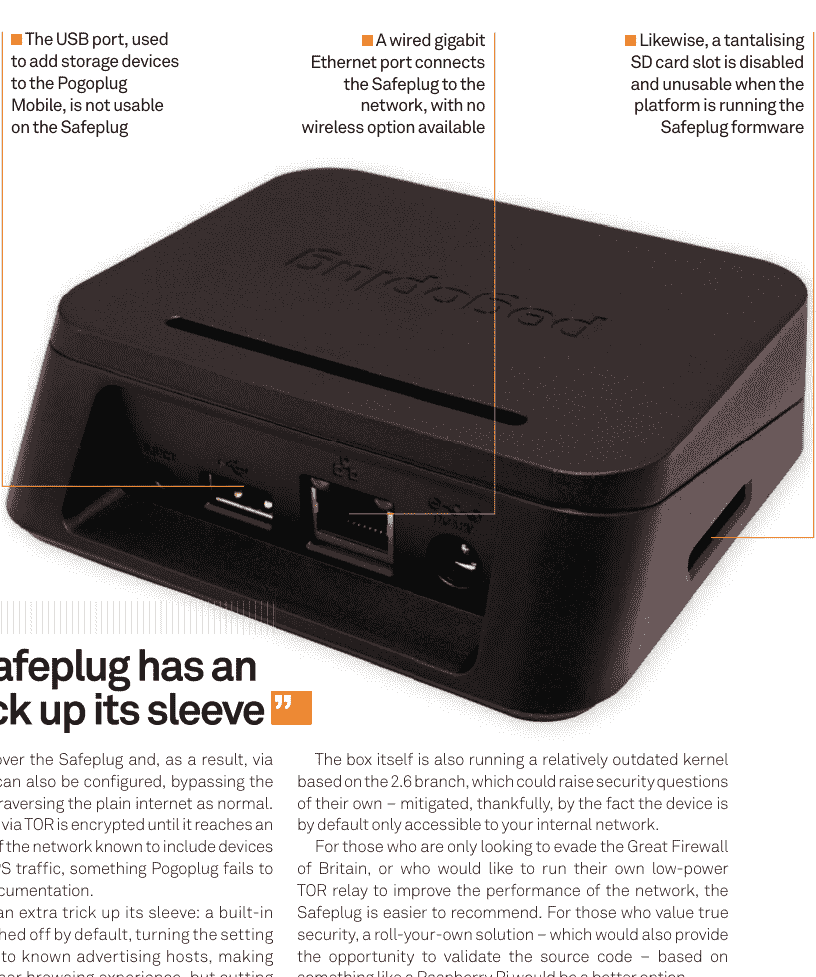 The USB port, used
to add storage devices
to the Pogoplug
Mobile, is not usable
on the Safeplug
A wired gigabit
Ethernet port connects
the Safeplug to the
network, with no
wireless option available
Likewise, a tantalising
SD card slot is disabled
and unusable when the
platform is running the
Safeplug formware
pogoplug
EJECT
afeplug has an
ck up its sleeve”
over the Safeplug and, as a result, via
can also be configured, bypassing the
raversing the plain internet as normal.
via TOR is encrypted until it reaches an
f the network known to include devices
PS traffic, something Pogoplug fails to
cumentation.
an extra trick up its sleeve: a built-in
hed off by default, turning the setting
to known advertising hosts, making
The box itself is also running a relatively outdated kernel
based on the 2.6 branch, which could raise security questions
of their own – mitigated, thankfully, by the fact the device is
by default only accessible to your internal network.
For those who are only looking to evade the Great Firewall
of Britain, or who would like to run their own low-power
TOR relay to improve the performance of the network, the
Safeplug is easier to recommend. For those who value true
security, a roll-your-own solution – which would also provide
the opportunity to validate the source code – based on
something like a Raspberry Pi would be a better option.